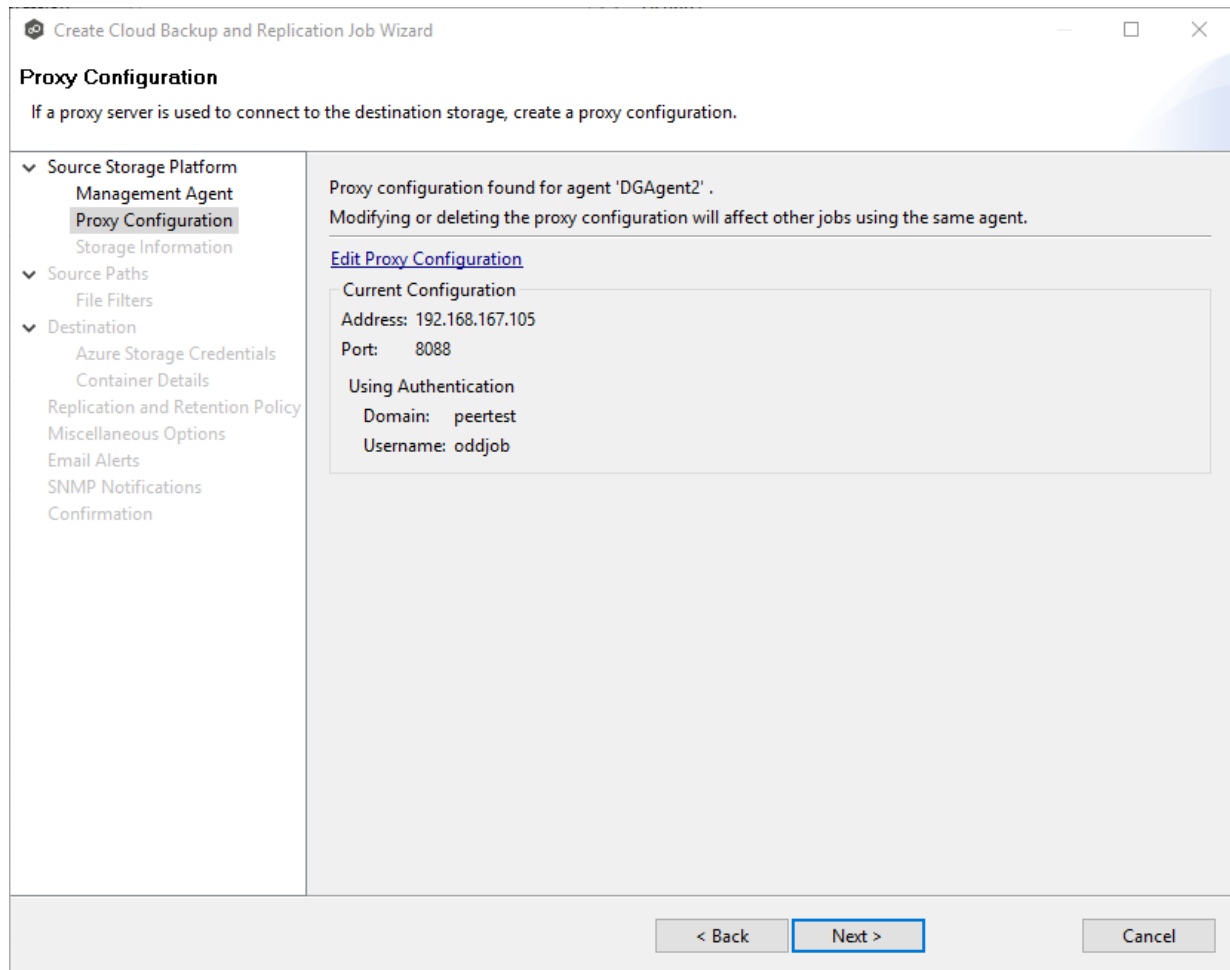 Create Cloud Backup and Replication Job Wizard
Proxy Configuration
If a proxy server is used to connect to the destination storage, create a proxy configuration.
Source Storage Platform
Management Agent
Proxy Configuration
Storage Information
Source Paths
File Filters
Destination
Azure Storage Credentials
Container Details
Replication and Retention Policy
Miscellaneous Options
Email Alerts
SNMP Notifications
Confirmation
Proxy configuration found for agent 'DGAgent2' .
Modifying or deleting the proxy configuration will affect other jobs using the same agent.
Edit Proxy Configuration
Current Configuration
Address: 192.168.167.105
Port: 8088
Using Authentication
Domain: peertest
Username: oddjob
< Back Next > Cancel